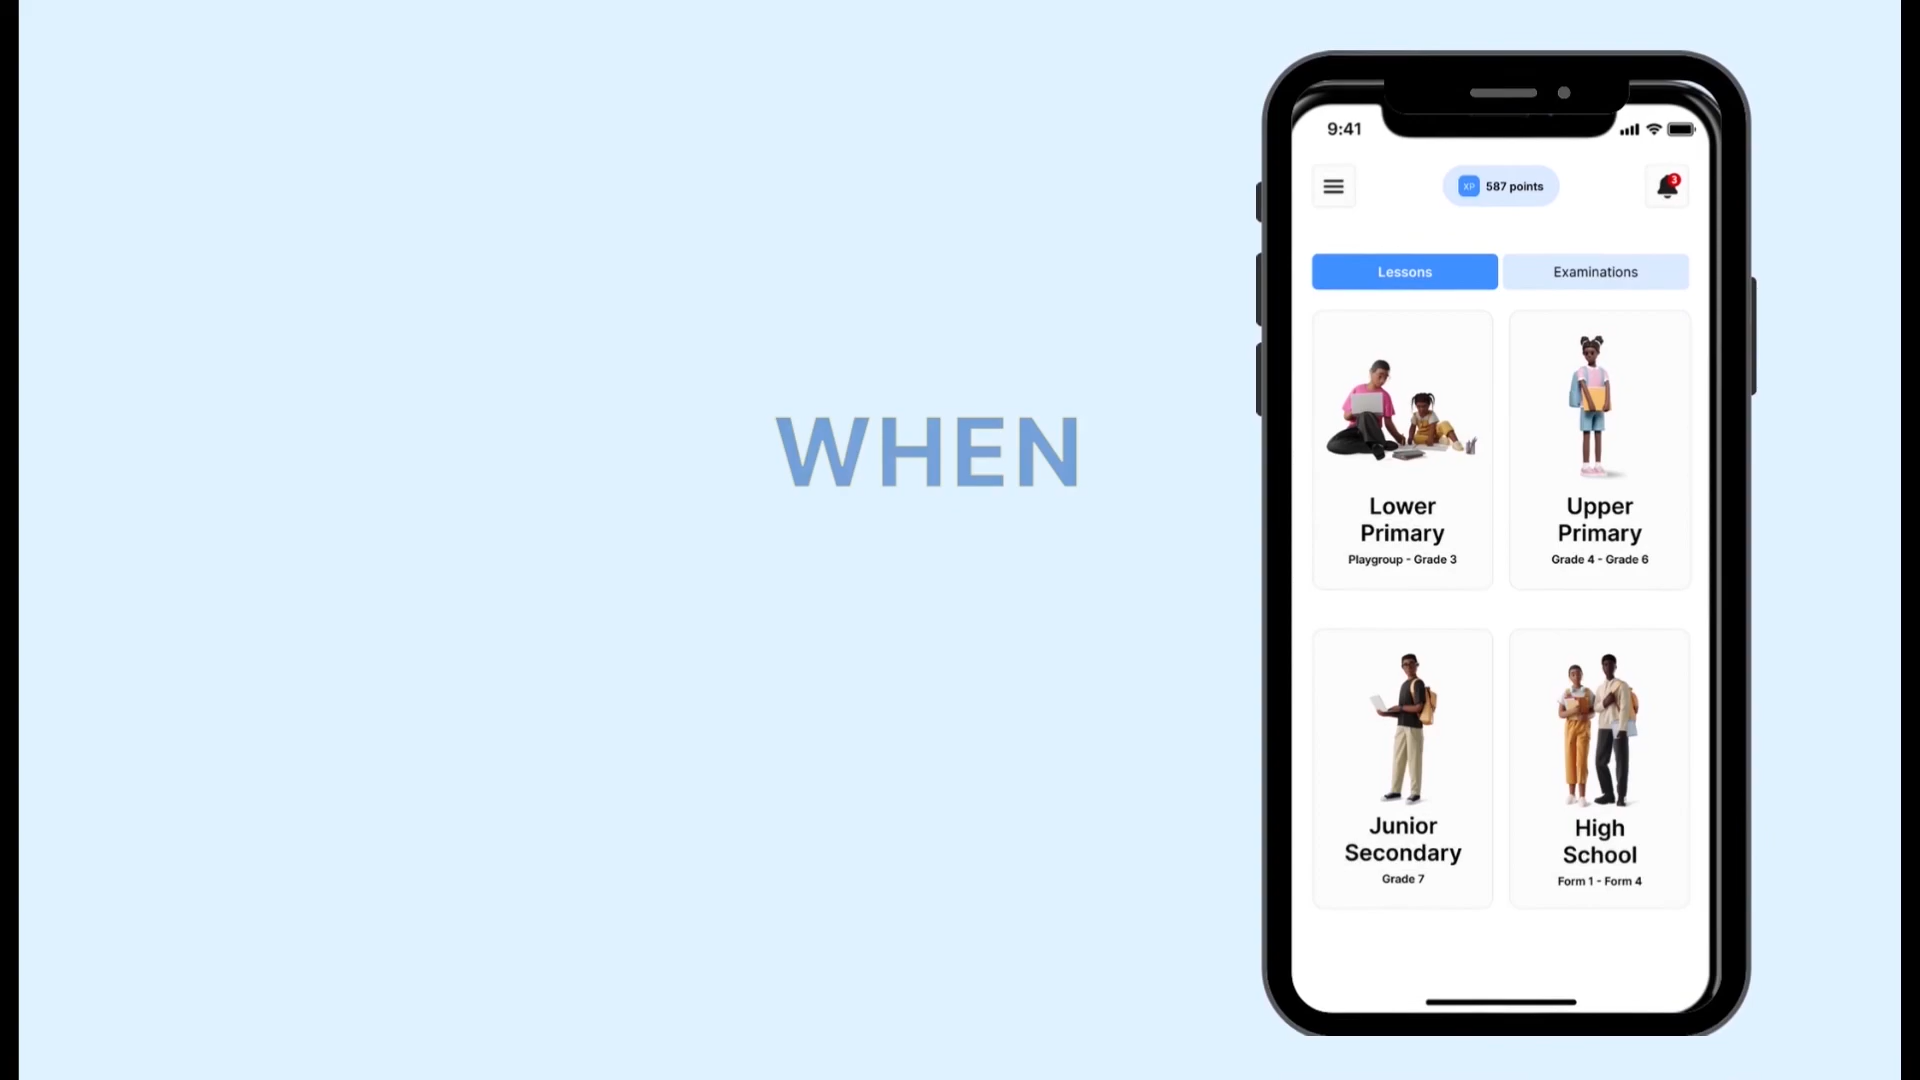 WHEN
9:41
XP 587 points
3
Lessons Examinations
Lower
Primary
Playgroup - Grade 3
Upper
Primary
Grade 4 - Grade 6
Junior
Secondary
Grade 7
High
School
Form 1 - Form 4